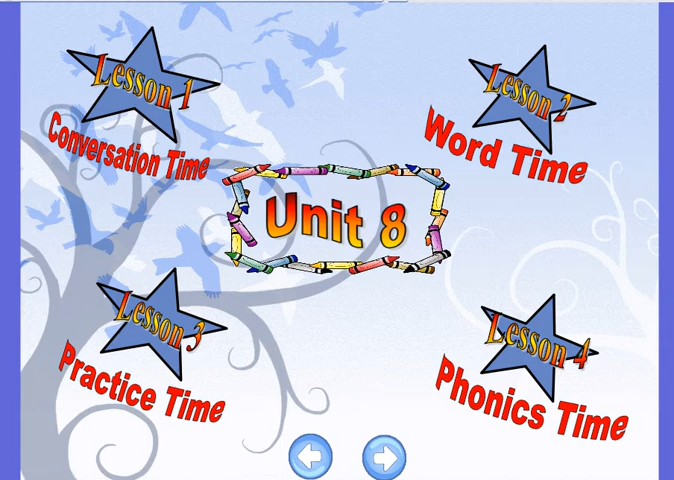 Lesson 1
Conversation Time
Lesson 2
Word Time
Unit 8
Lesson 3
Practice Time
Lesson 4
Phonics Time